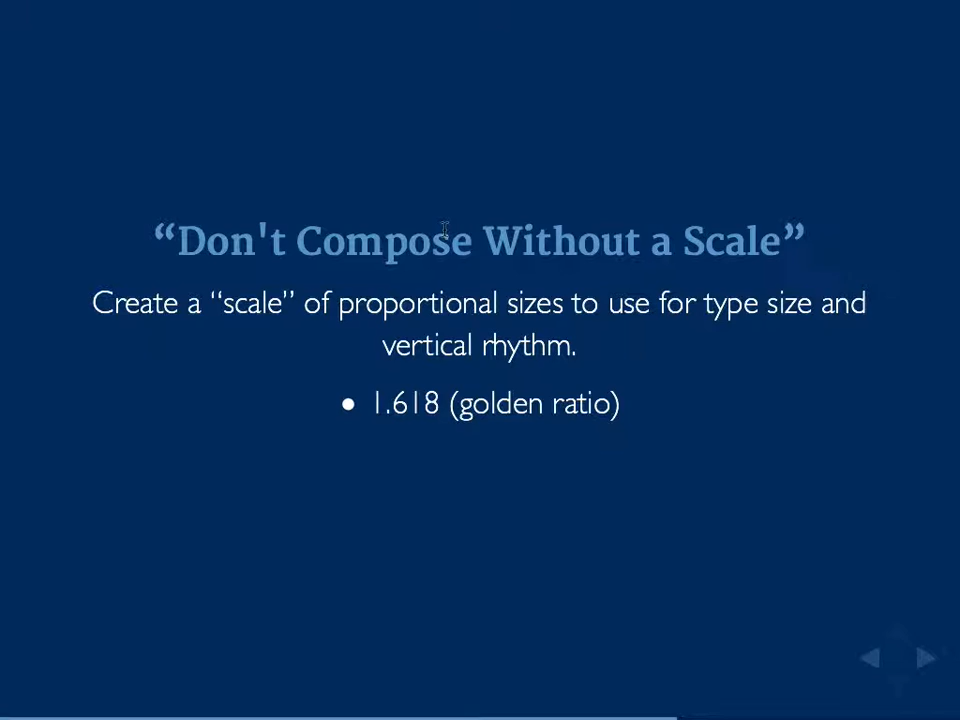 “Don't Compose Without a Scale”
Create a “scale” of proportional sizes to use for type size and
vertical rhythm.
• 1.618 (golden ratio)